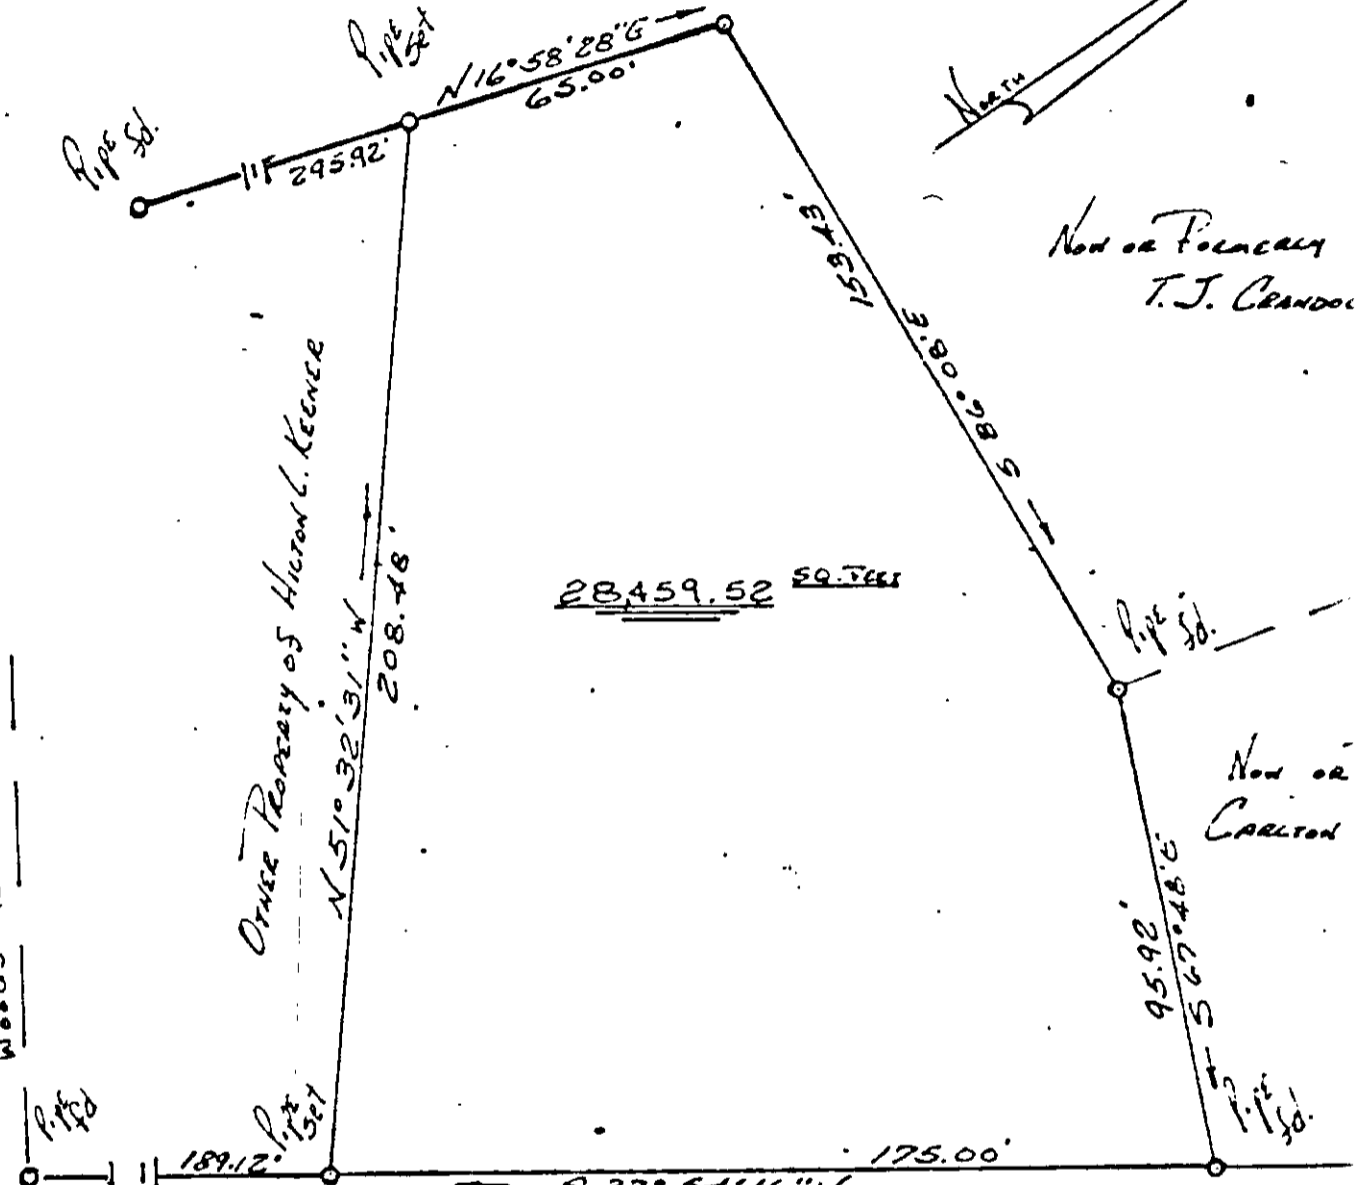 Pipe Set
N 16° 58' 28" E
65.00'
North
Pipe fd.
295.92'
Now or Formerly
T.J. Crando
153.43'
S 86° 08' E
Other Property of Hilton L. Keener
N 51° 32' 31" W
208.48'
28,459.52 SQ. FEET
Pipe fd.
Now or
Carlton
95.92'
S 67° 48' E
Woods
Pipe fd
Pipe Set
Pipe fd.
189.12'
175.00'